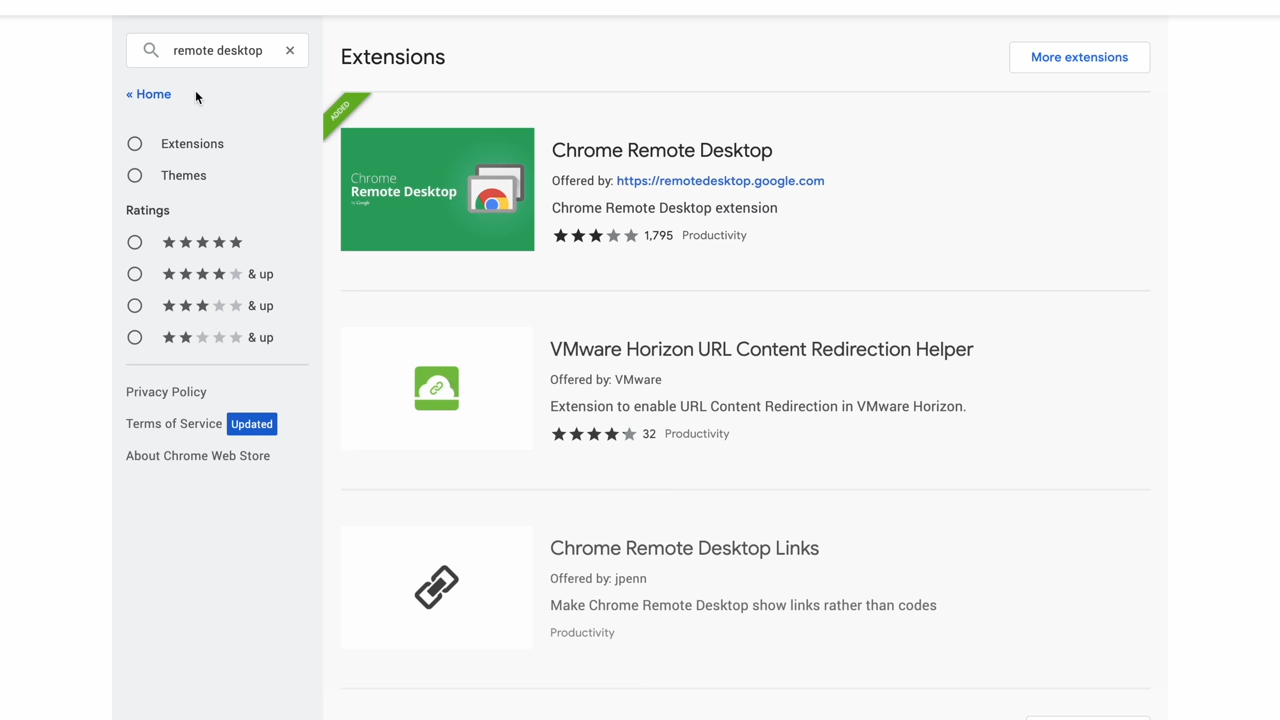 remote desktop
« Home
Extensions
Themes
Ratings
& up
& up
& up
Privacy Policy
Terms of Service Updated
About Chrome Web Store
Extensions
More extensions
ADDED
Chrome
Remote Desktop
by Google
Chrome Remote Desktop
Offered by: https://remotedesktop.google.com
Chrome Remote Desktop extension
1,795 Productivity
VMware Horizon URL Content Redirection Helper
Offered by: VMware
Extension to enable URL Content Redirection in VMware Horizon.
32 Productivity
Chrome Remote Desktop Links
Offered by: jpenn
Make Chrome Remote Desktop show links rather than codes
Productivity